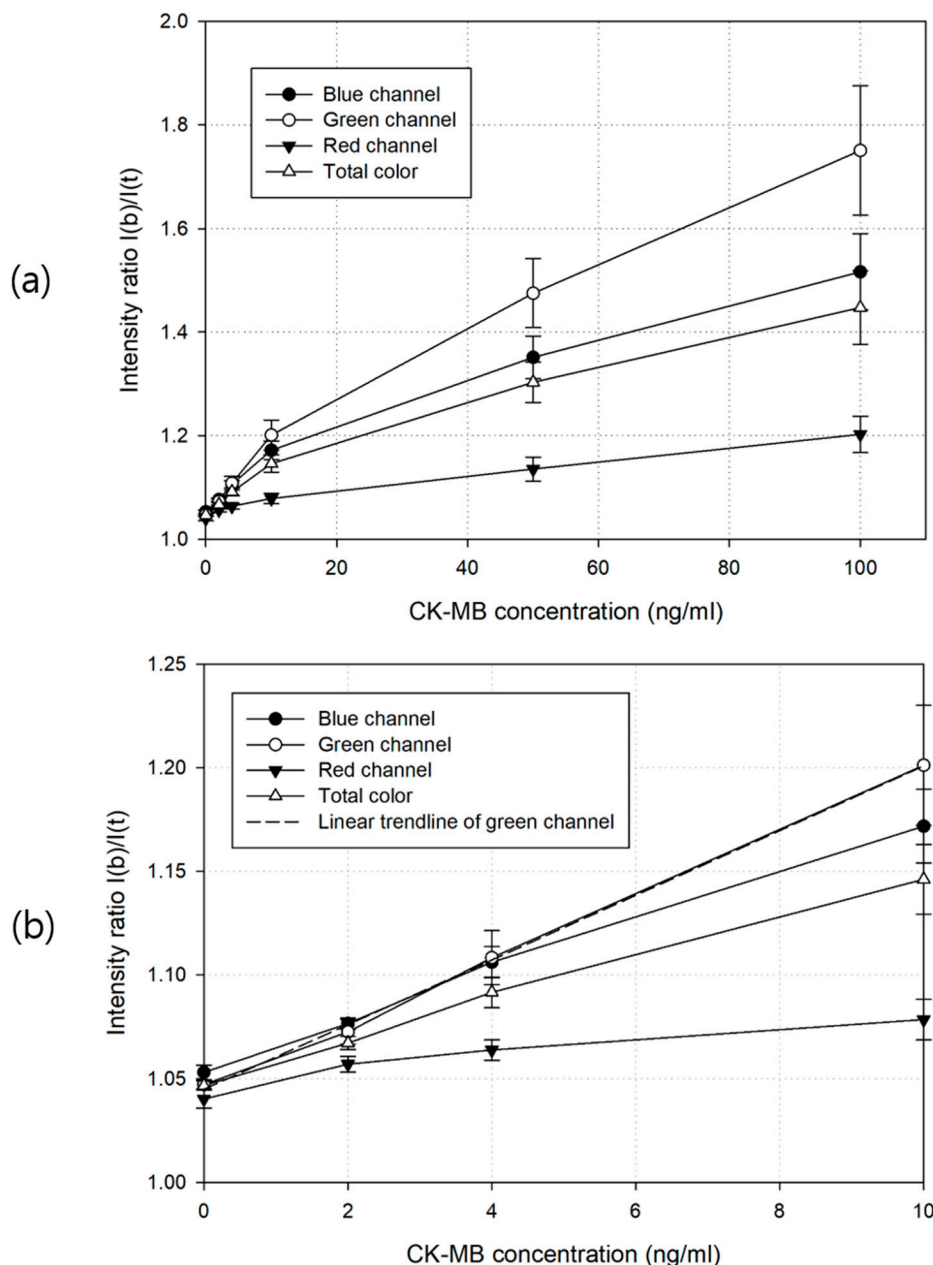 (a)
Intensity ratio I(b)/I(t)
2.0
1.8
1.6
1.4
1.2
1.0
Blue channel
Green channel
Red channel
Total color
0 20 40 60 80 100
CK-MB concentration (ng/ml)
(b)
Intensity ratio I(b)/I(t)
1.25
1.20
1.15
1.10
1.05
1.00
Blue channel
Green channel
Red channel
Total color
Linear trendline of green channel
0 2 4 6 8 10
CK-MB concentration (ng/ml)